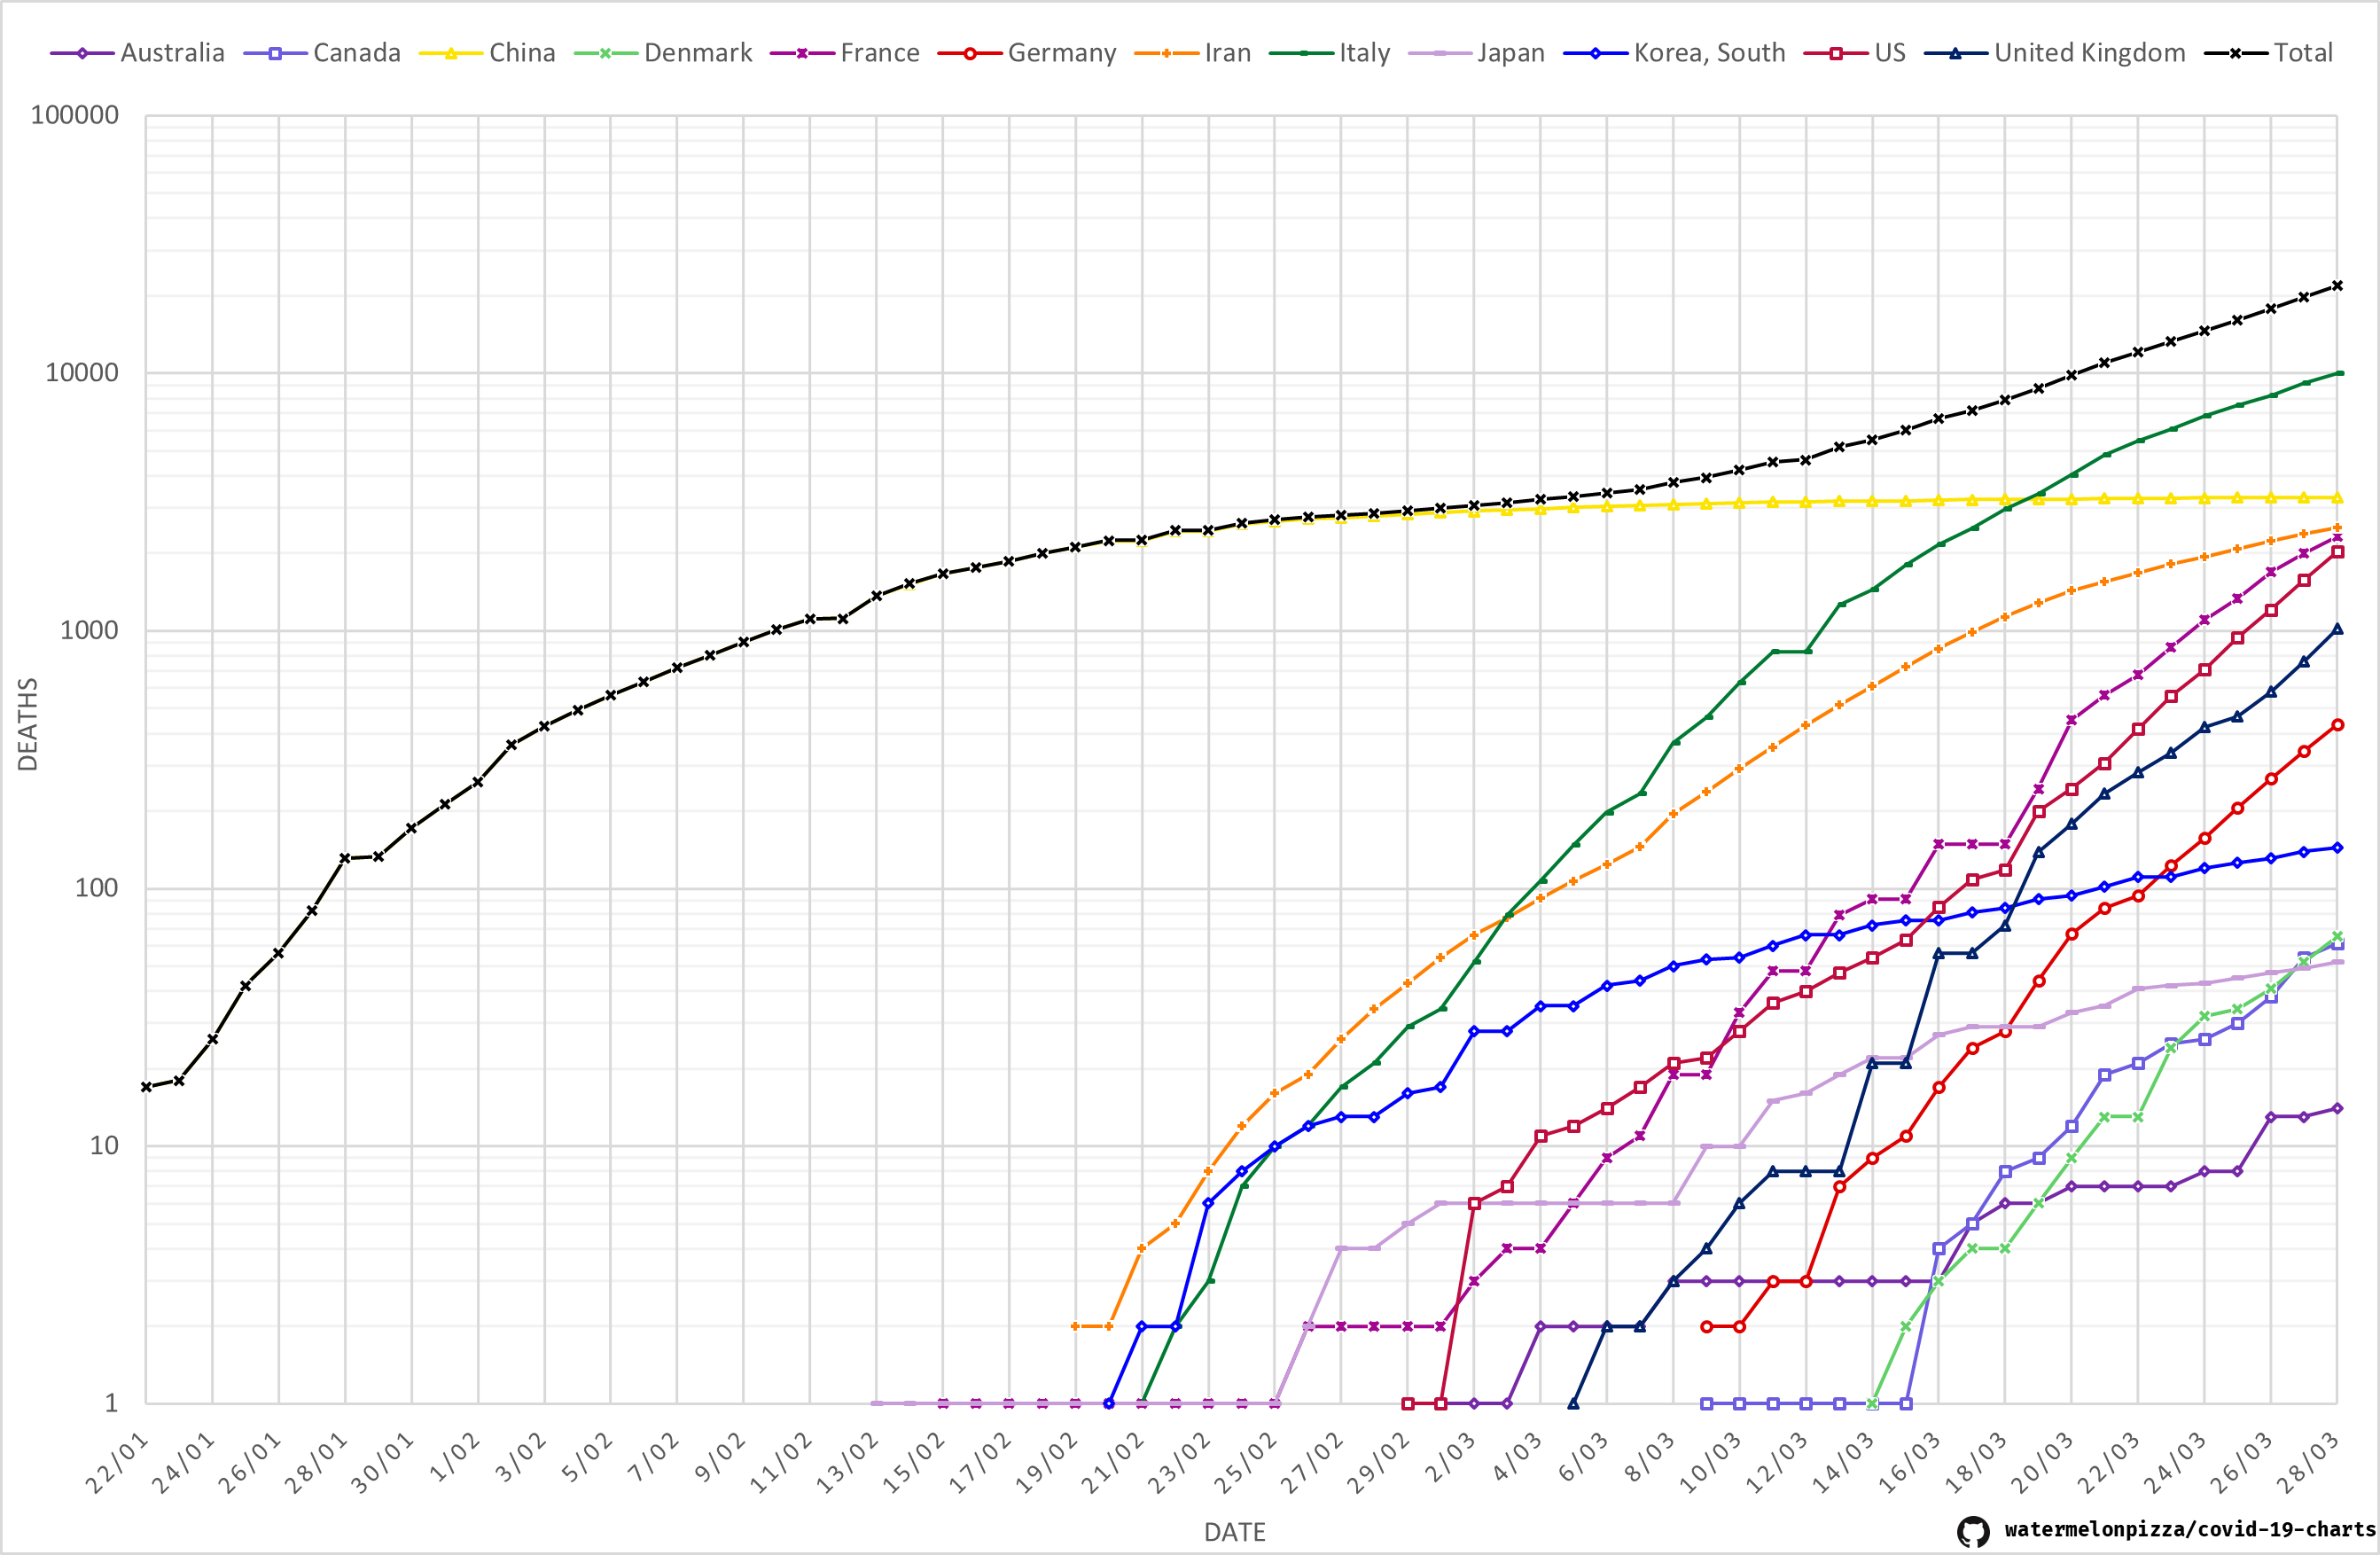 Australia Canada China Denmark France Germany Iran Italy Japan Korea, South US United Kingdom Total
100000
10000
1000
100
10
1
DEATHS
22/01 24/01 26/01 28/01 30/01 1/02 3/02 5/02 7/02 9/02 11/02 13/02 15/02 17/02 19/02 21/02 23/02 25/02 27/02 29/02 2/03 4/03 6/03 8/03 10/03 12/03 14/03 16/03 18/03 20/03 22/03 24/03 26/03 28/03
DATE
watermelonpizza/covid-19-charts